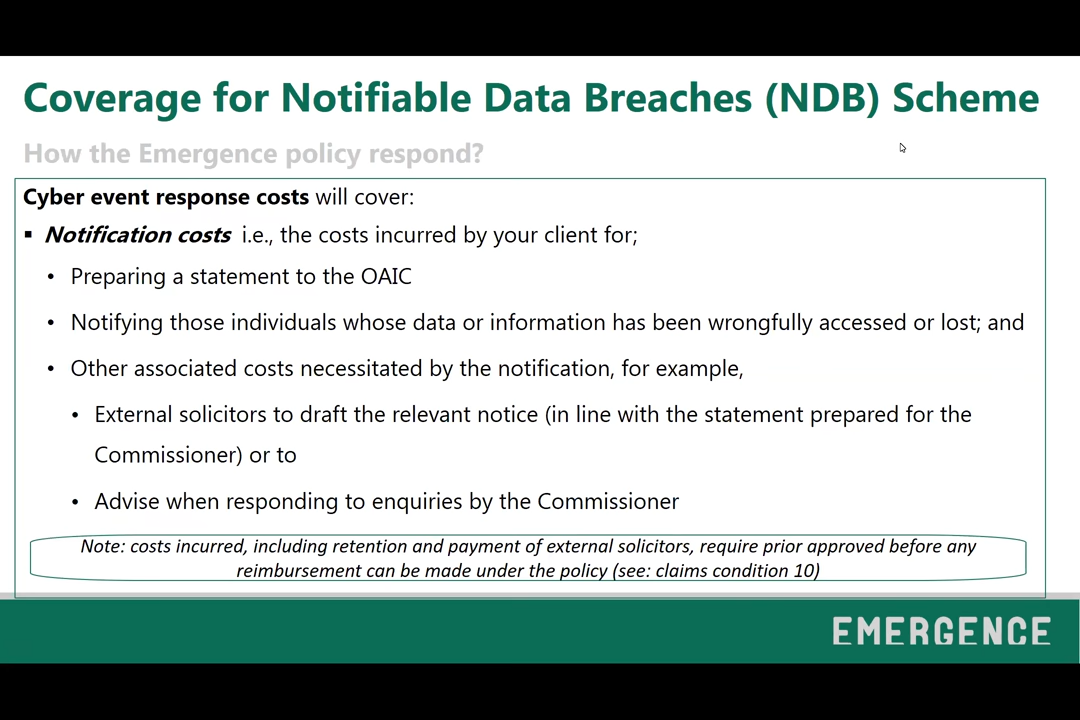 Coverage for Notifiable Data Breaches (NDB) Scheme
How the Emergence policy respond?
Cyber event response costs will cover:
▪ Notification costs i.e., the costs incurred by your client for;
• Preparing a statement to the OAIC
• Notifying those individuals whose data or information has been wrongfully accessed or lost; and
• Other associated costs necessitated by the notification, for example,
• External solicitors to draft the relevant notice (in line with the statement prepared for the
Commissioner) or to
• Advise when responding to enquiries by the Commissioner
Note: costs incurred, including retention and payment of external solicitors, require prior approved before any
reimbursement can be made under the policy (see: claims condition 10)
EMERGENCE